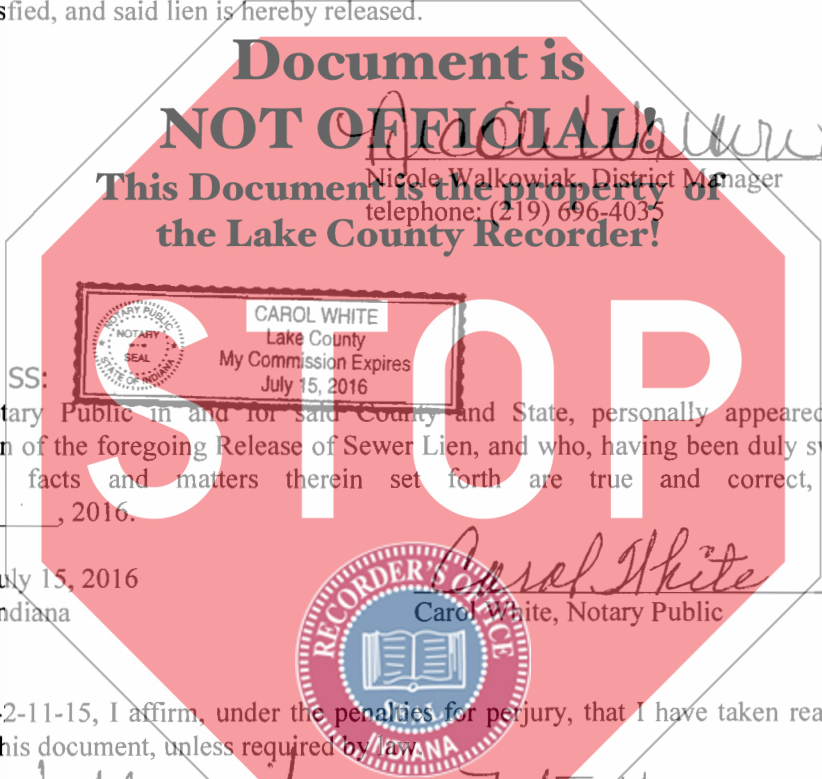 sfied, and said lien is hereby released.
Document is
NOT OFFICIAL!
This Document is the property of
the Lake County Recorder!
Nicole Walkowiak
Nicole Walkowiak, District Manager
telephone: (219) 696-4035
STOP
NOTARY PUBLIC
NOTARY
SEAL
STATE OF INDIANA
CAROL WHITE
Lake County
My Commission Expires
July 15, 2016
SS:
tary Public in and for said County and State, personally appeared
n of the foregoing Release of Sewer Lien, and who, having been duly sw
facts and matters therein set forth are true and correct,
, 2016.
uly 15, 2016
ndiana
Carol White
Carol White, Notary Public
RECORDER'S OFFICE
INDIANA
-2-11-15, I affirm, under the penalties for perjury, that I have taken rea
his document, unless required by law.